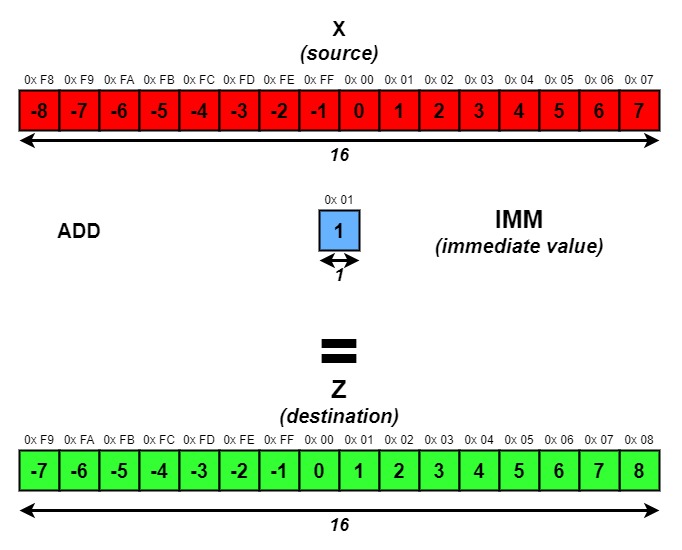 X
(source)
0x F8 0x F9 0x FA 0x FB 0x FC 0x FD 0x FE 0x FF 0x 00 0x 01 0x 02 0x 03 0x 04 0x 05 0x 06 0x 07
-8 -7 -6 -5 -4 -3 -2 -1 0 1 2 3 4 5 6 7
16
0x 01
ADD 1 IMM
(immediate value)
1
=
Z
(destination)
0x F9 0x FA 0x FB 0x FC 0x FD 0x FE 0x FF 0x 00 0x 01 0x 02 0x 03 0x 04 0x 05 0x 06 0x 07 0x 08
-7 -6 -5 -4 -3 -2 -1 0 1 2 3 4 5 6 7 8
16